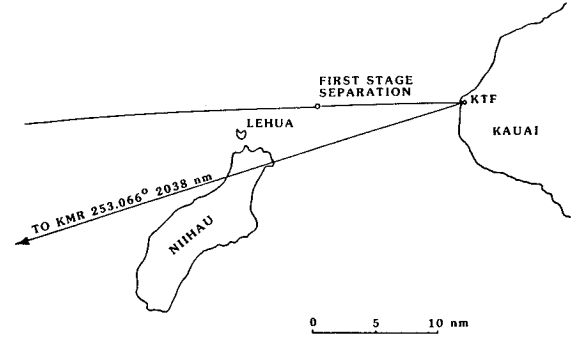 FIRST STAGE
SEPARATION
KTF
KAUAI
LEHUA
TO KMR 253.066° 2038 nm
NIIHAU
0 5 10 nm